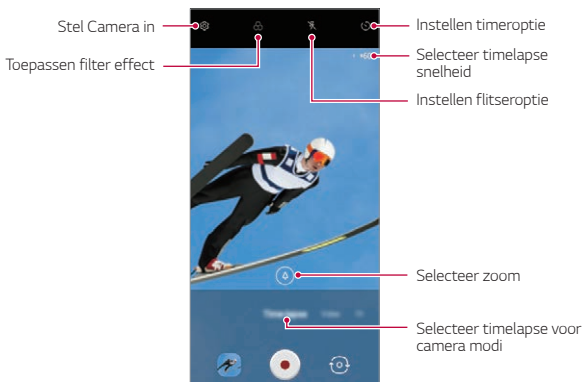 Stel Camera in
Toepassen filter effect
Instellen timeroptie
Selecteer timelapse
snelheid
Instellen flitseroptie
Selecteer zoom
Selecteer timelapse voor
camera modi